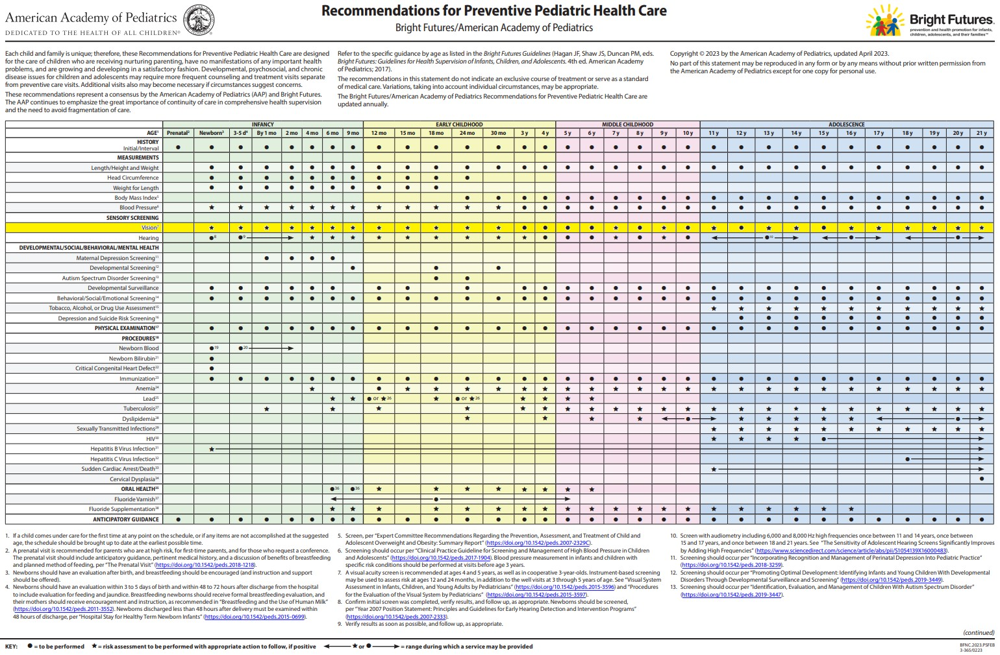 American Academy of Pediatrics
DEDICATED TO THE HEALTH OF ALL CHILDREN®
Recommendations for Preventive Pediatric Health Care
Bright Futures/American Academy of Pediatrics
Bright Futures™
prevention and health promotion for infants,
children, adolescents, and their families™
Each child and family is unique; therefore, these Recommendations for Preventive Pediatric Health Care are designed
for the care of children who are receiving nurturing parenting, have no manifestations of any important health
problems, and are growing and developing in a satisfactory fashion. Developmental, psychosocial, and chronic
disease issues for children and adolescents may require more frequent counseling and treatment visits separate
from preventive care visits. Additional visits also may become necessary if circumstances suggest concerns.
These recommendations represent a consensus by the American Academy of Pediatrics (AAP) and Bright Futures.
The AAP continues to emphasize the great importance of continuity of care in comprehensive health supervision
and the need to avoid fragmentation of care.
Refer to the specific guidance by age as listed in the Bright Futures Guidelines (Hagan JF, Shaw JS, Duncan PM, eds.
Bright Futures: Guidelines for Health Supervision of Infants, Children, and Adolescents. 4th ed. American Academy
of Pediatrics; 2017).
The recommendations in this statement do not indicate an exclusive course of treatment or serve as a standard
of medical care. Variations, taking into account individual circumstances, may be appropriate.
The Bright Futures/American Academy of Pediatrics Recommendations for Preventive Pediatric Health Care are
updated annually.
Copyright © 2023 by the American Academy of Pediatrics, updated April 2023.
No part of this statement may be reproduced in any form or by any means without prior written permission from
the American Academy of Pediatrics except for one copy for personal use.
INFANCY EARLY CHILDHOOD MIDDLE CHILDHOOD ADOLESCENCE
AGE¹ Prenatal² Newborn³ 3-5 d⁴ By 1 mo 2 mo 4 mo 6 mo 9 mo 12 mo 15 mo 18 mo 24 mo 30 mo 3 y 4 y 5 y 6 y 7 y 8 y 9 y 10 y 11 y 12 y 13 y 14 y 15 y 16 y 17 y 18 y 19 y 20 y 21 y
HISTORY
Initial/Interval
MEASUREMENTS
Length/Height and Weight
Head Circumference
Weight for Length
Body Mass Index⁵
Blood Pressure⁶
SENSORY SCREENING
Vision⁷
Hearing 8 9 10
DEVELOPMENTAL/SOCIAL/BEHAVIORAL/MENTAL HEALTH
Maternal Depression Screening¹¹
Developmental Screening¹²
Autism Spectrum Disorder Screening¹³
Developmental Surveillance
Behavioral/Social/Emotional Screening¹⁴
Tobacco, Alcohol, or Drug Use Assessment¹⁵
Depression and Suicide Risk Screening¹⁶
PHYSICAL EXAMINATION¹⁷
PROCEDURES¹⁸
Newborn Blood 19 20
Newborn Bilirubin²¹
Critical Congenital Heart Defect²²
Immunization²³
Anemia²⁴
Lead²⁵ ● or ★ 26 ● or ★ 26
Tuberculosis²⁷
Dyslipidemia²⁸
Sexually Transmitted Infections²⁹
HIV³⁰
Hepatitis B Virus Infection³¹
Hepatitis C Virus Infection³²
Sudden Cardiac Arrest/Death³³
Cervical Dysplasia³⁴
ORAL HEALTH³⁵ 36 36
Fluoride Varnish³⁷
Fluoride Supplementation³⁸
ANTICIPATORY GUIDANCE
1. If a child comes under care for the first time at any point on the schedule, or if any items are not accomplished at the suggested
age, the schedule should be brought up to date at the earliest possible time.
2. A prenatal visit is recommended for parents who are at high risk, for first-time parents, and for those who request a conference.
The prenatal visit should include anticipatory guidance, pertinent medical history, and a discussion of benefits of breastfeeding
and planned method of feeding, per "The Prenatal Visit" (https://doi.org/10.1542/peds.2018-1218).
3. Newborns should have an evaluation after birth, and breastfeeding should be encouraged (and instruction and support
should be offered).
4. Newborns should have an evaluation within 3 to 5 days of birth and within 48 to 72 hours after discharge from the hospital
to include evaluation for feeding and jaundice. Breastfeeding newborns should receive formal breastfeeding evaluation, and
their mothers should receive encouragement and instruction, as recommended in "Breastfeeding and the Use of Human Milk"
(https://doi.org/10.1542/peds.2011-3552). Newborns discharged less than 48 hours after delivery must be examined within
48 hours of discharge, per "Hospital Stay for Healthy Term Newborn Infants" (https://doi.org/10.1542/peds.2015-0699).
5. Screen, per "Expert Committee Recommendations Regarding the Prevention, Assessment, and Treatment of Child and
Adolescent Overweight and Obesity: Summary Report" (https://doi.org/10.1542/peds.2007-2329C).
6. Screening should occur per "Clinical Practice Guideline for Screening and Management of High Blood Pressure in Children
and Adolescents" (https://doi.org/10.1542/peds.2017-1904). Blood pressure measurement in infants and children with
specific risk conditions should be performed at visits before age 3 years.
7. A visual acuity screen is recommended at ages 4 and 5 years, as well as in cooperative 3-year-olds. Instrument-based screening
may be used to assess risk at ages 12 and 24 months, in addition to the well visits at 3 through 5 years of age. See "Visual System
Assessment in Infants, Children, and Young Adults by Pediatricians" (https://doi.org/10.1542/peds.2015-3596) and "Procedures
for the Evaluation of the Visual System by Pediatricians" (https://doi.org/10.1542/peds.2015-3597).
8. Confirm initial screen was completed, verify results, and follow up, as appropriate. Newborns should be screened,
per "Year 2007 Position Statement: Principles and Guidelines for Early Hearing Detection and Intervention Programs"
(https://doi.org/10.1542/peds.2007-2333).
9. Verify results as soon as possible, and follow up, as appropriate.
10. Screen with audiometry including 6,000 and 8,000 Hz high frequencies once between 11 and 14 years, once between
15 and 17 years, and once between 18 and 21 years. See "The Sensitivity of Adolescent Hearing Screens Significantly Improves
by Adding High Frequencies" (https://www.sciencedirect.com/science/article/abs/pii/S1054139X16000483).
11. Screening should occur per "Incorporating Recognition and Management of Perinatal Depression Into Pediatric Practice"
(https://doi.org/10.1542/peds.2018-3259).
12. Screening should occur per "Promoting Optimal Development: Identifying Infants and Young Children With Developmental
Disorders Through Developmental Surveillance and Screening" (https://doi.org/10.1542/peds.2019-3449).
13. Screening should occur per "Identification, Evaluation, and Management of Children With Autism Spectrum Disorder"
(https://doi.org/10.1542/peds.2019-3447).
(continued)
KEY: ● = to be performed ★ = risk assessment to be performed with appropriate action to follow, if positive ★ or ● = range during which a service may be provided
BFNC.2023.PSFEB
3-365/0223